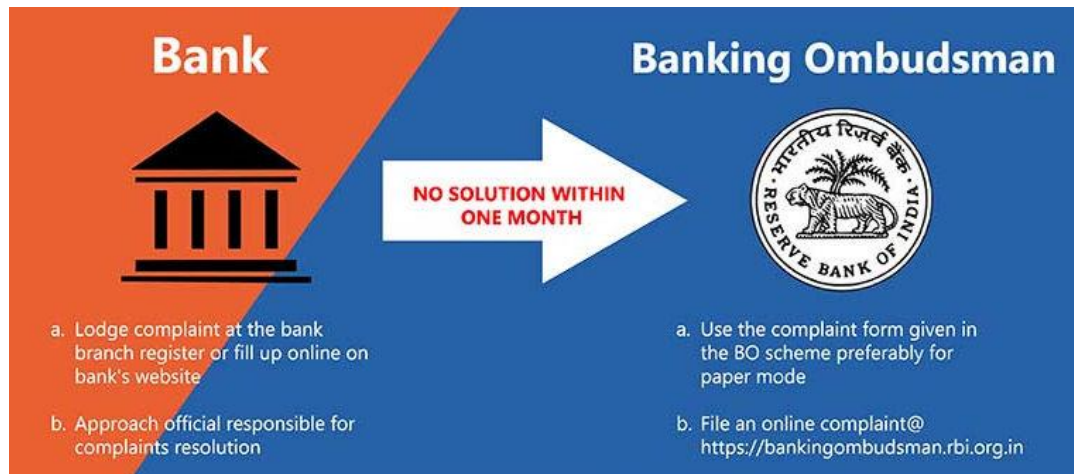 Bank
NO SOLUTION WITHIN
ONE MONTH
a. Lodge complaint at the bank
branch register or fill up online on
bank's website
b. Approach official responsible for
complaints resolution
Banking Ombudsman
भारतीय रिज़र्व बैंक
RESERVE BANK OF INDIA
a. Use the complaint form given in
the BO scheme preferably for
paper mode
b. File an online complaint@
https://bankingombudsman.rbi.org.in